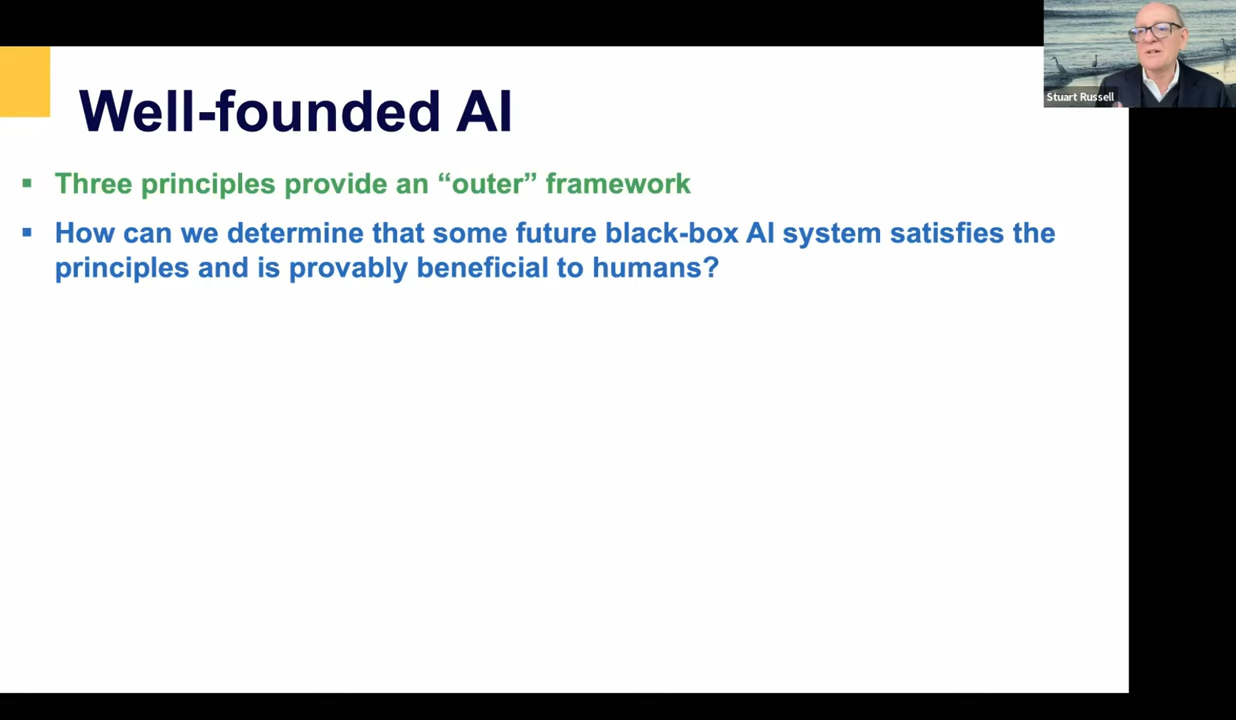 Stuart Russell
Well-founded AI
▪ Three principles provide an “outer” framework
▪ How can we determine that some future black-box AI system satisfies the
principles and is provably beneficial to humans?